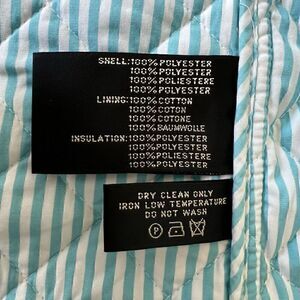 SHELL:100%POLYESTER
100%POLYESTER
100%POLIESTERE
100%POLYESTER
LINING:100%COTTON
100%COTON
100%COTONE
100%BAUMWOLLE
INSULATION:100%POLYESTER
100%POLYESTER
100%POLIESTERE
100%POLYESTER
DRY CLEAN ONLY
IRON LOW TEMPERATURE
DO NOT WASH
P